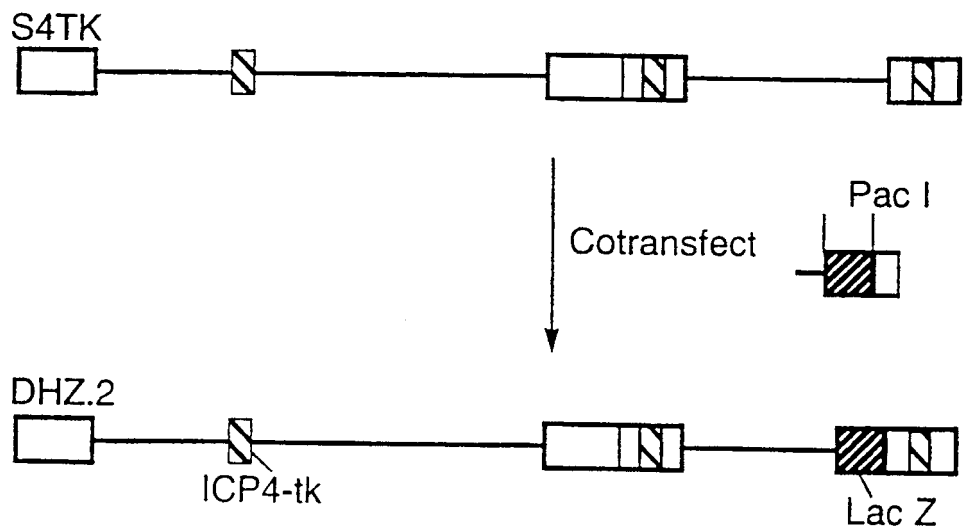 S4TK
Pac I
Cotransfect
DHZ.2
ICP4-tk
Lac Z